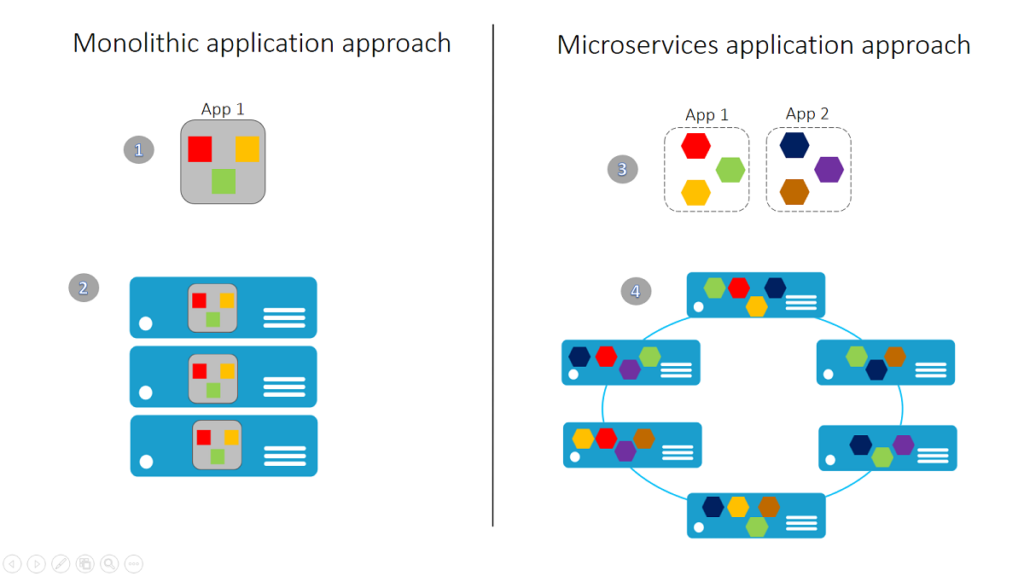 Monolithic application approach
Microservices application approach
App 1
1
2
App 1
App 2
3
4